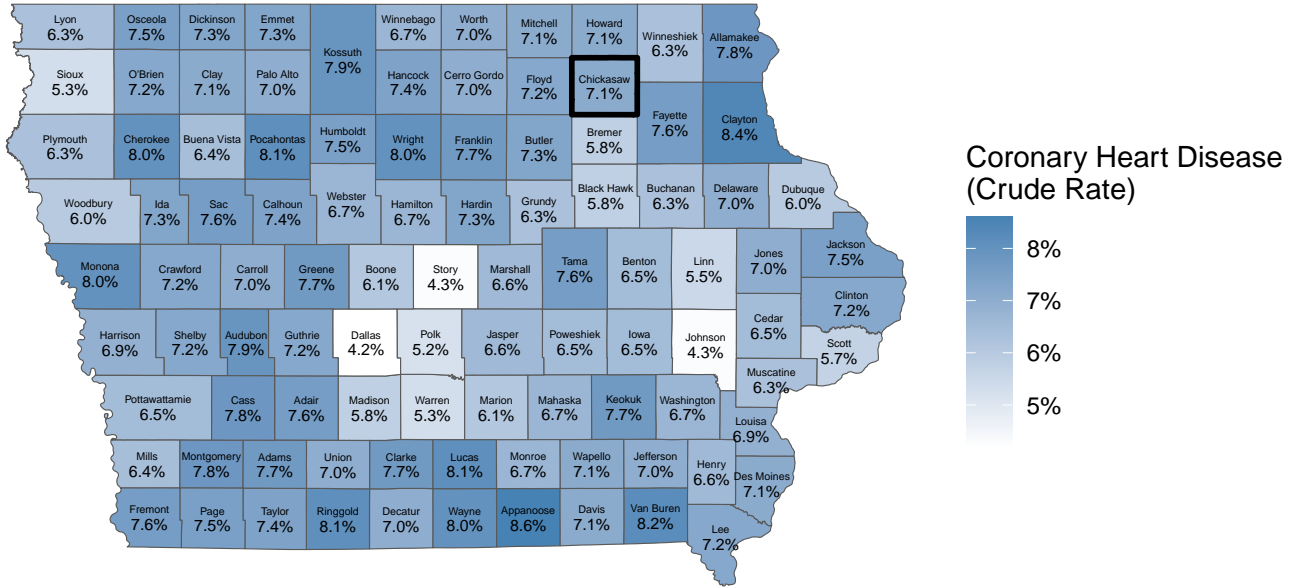 Lyon
6.3%
Osceola
7.5%
Dickinson
7.3%
Emmet
7.3%
Kossuth
7.9%
Winnebago
6.7%
Worth
7.0%
Mitchell
7.1%
Howard
7.1%
Winneshiek
6.3%
Allamakee
7.8%
Sioux
5.3%
O'Brien
7.2%
Clay
7.1%
Palo Alto
7.0%
Hancock
7.4%
Cerro Gordo
7.0%
Floyd
7.2%
Chickasaw
7.1%
Fayette
7.6%
Clayton
8.4%
Plymouth
6.3%
Cherokee
8.0%
Buena Vista
6.4%
Pocahontas
8.1%
Humboldt
7.5%
Wright
8.0%
Franklin
7.7%
Butler
7.3%
Bremer
5.8%
Woodbury
6.0%
Ida
7.3%
Sac
7.6%
Calhoun
7.4%
Webster
6.7%
Hamilton
6.7%
Hardin
7.3%
Grundy
6.3%
Black Hawk
5.8%
Buchanan
6.3%
Delaware
7.0%
Dubuque
6.0%
Monona
8.0%
Crawford
7.2%
Carroll
7.0%
Greene
7.7%
Boone
6.1%
Story
4.3%
Marshall
6.6%
Tama
7.6%
Benton
6.5%
Linn
5.5%
Jones
7.0%
Jackson
7.5%
Clinton
7.2%
Harrison
6.9%
Shelby
7.2%
Audubon
7.9%
Guthrie
7.2%
Dallas
4.2%
Polk
5.2%
Jasper
6.6%
Poweshiek
6.5%
Iowa
6.5%
Johnson
4.3%
Cedar
6.5%
Scott
5.7%
Muscatine
6.3%
Pottawattamie
6.5%
Cass
7.8%
Adair
7.6%
Madison
5.8%
Warren
5.3%
Marion
6.1%
Mahaska
6.7%
Keokuk
7.7%
Washington
6.7%
Louisa
6.9%
Mills
6.4%
Montgomery
7.8%
Adams
7.7%
Union
7.0%
Clarke
7.7%
Lucas
8.1%
Monroe
6.7%
Wapello
7.1%
Jefferson
7.0%
Henry
6.6%
Des Moines
7.1%
Fremont
7.6%
Page
7.5%
Taylor
7.4%
Ringgold
8.1%
Decatur
7.0%
Wayne
8.0%
Appanoose
8.6%
Davis
7.1%
Van Buren
8.2%
Lee
7.2%
Coronary Heart Disease
(Crude Rate)
8%
7%
6%
5%